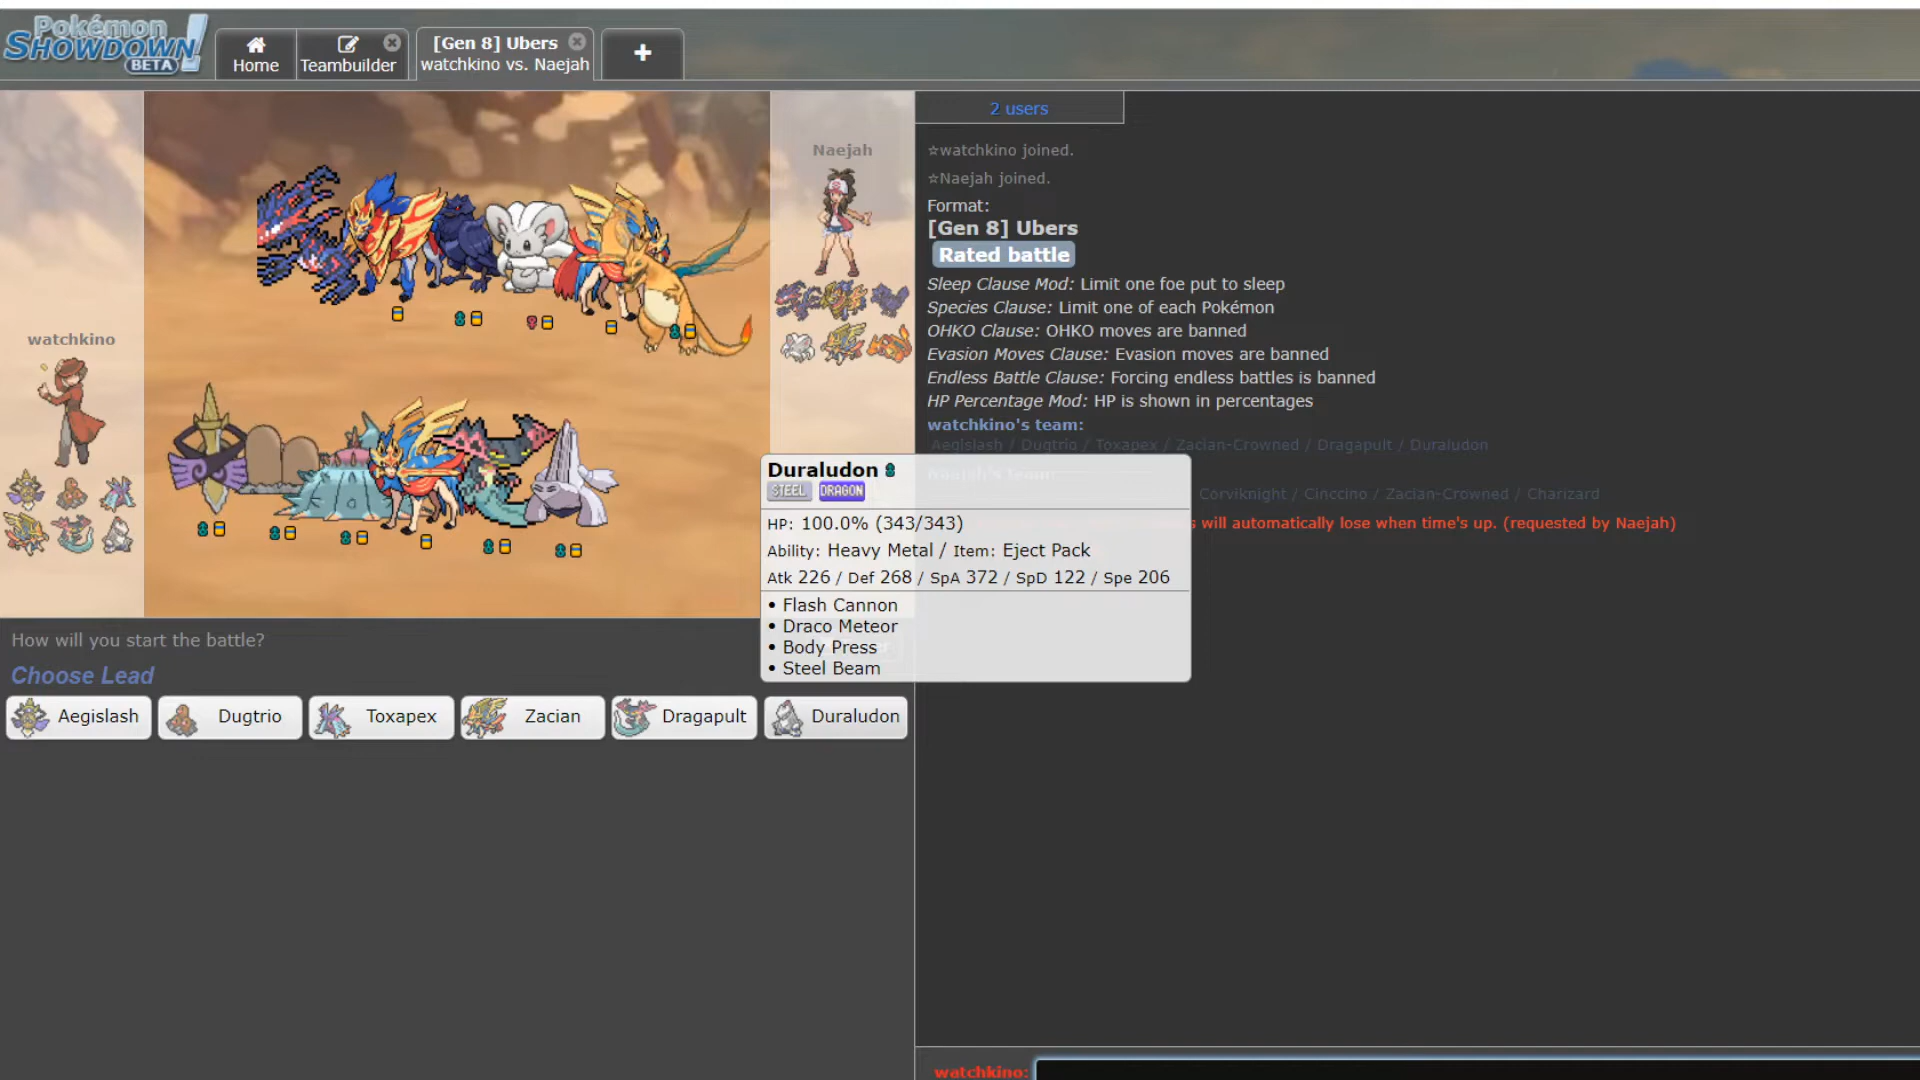 Pokémon
SHOWDOWN!
BETA
Home
Teambuilder
[Gen 8] Ubers
watchkino vs. Naejah
2 users
☆watchkino joined.
☆Naejah joined.
Format:
[Gen 8] Ubers
Rated battle
Sleep Clause Mod: Limit one foe put to sleep
Species Clause: Limit one of each Pokémon
OHKO Clause: OHKO moves are banned
Evasion Moves Clause: Evasion moves are banned
Endless Battle Clause: Forcing endless battles is banned
HP Percentage Mod: HP is shown in percentages
watchkino's team:
Aegislash / Dugtrio / Toxapex / Zacian-Crowned / Dragapult / Duraludon
Naejah's team:
Corviknight / Cinccino / Zacian-Crowned / Charizard
s will automatically lose when time's up. (requested by Naejah)
Naejah
watchkino
Duraludon
STEEL DRAGON
HP: 100.0% (343/343)
Ability: Heavy Metal / Item: Eject Pack
Atk 226 / Def 268 / SpA 372 / SpD 122 / Spe 206
• Flash Cannon
• Draco Meteor
• Body Press
• Steel Beam
How will you start the battle?
Choose Lead
Aegislash
Dugtrio
Toxapex
Zacian
Dragapult
Duraludon
watchkino: